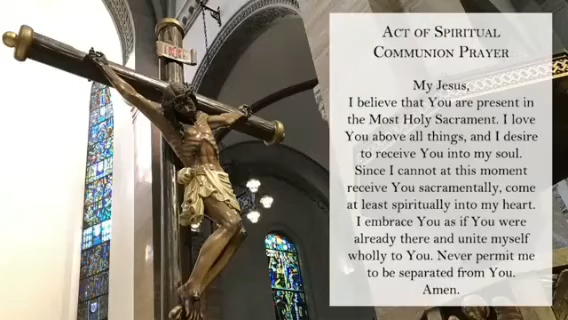 INRI
ACT OF SPIRITUAL
COMMUNION PRAYER
My Jesus,
I believe that You are present in
the Most Holy Sacrament. I love
You above all things, and I desire
to receive You into my soul.
Since I cannot at this moment
receive You sacramentally, come
at least spiritually into my heart.
I embrace You as if You were
already there and unite myself
wholly to You. Never permit me
to be separated from You.
Amen.